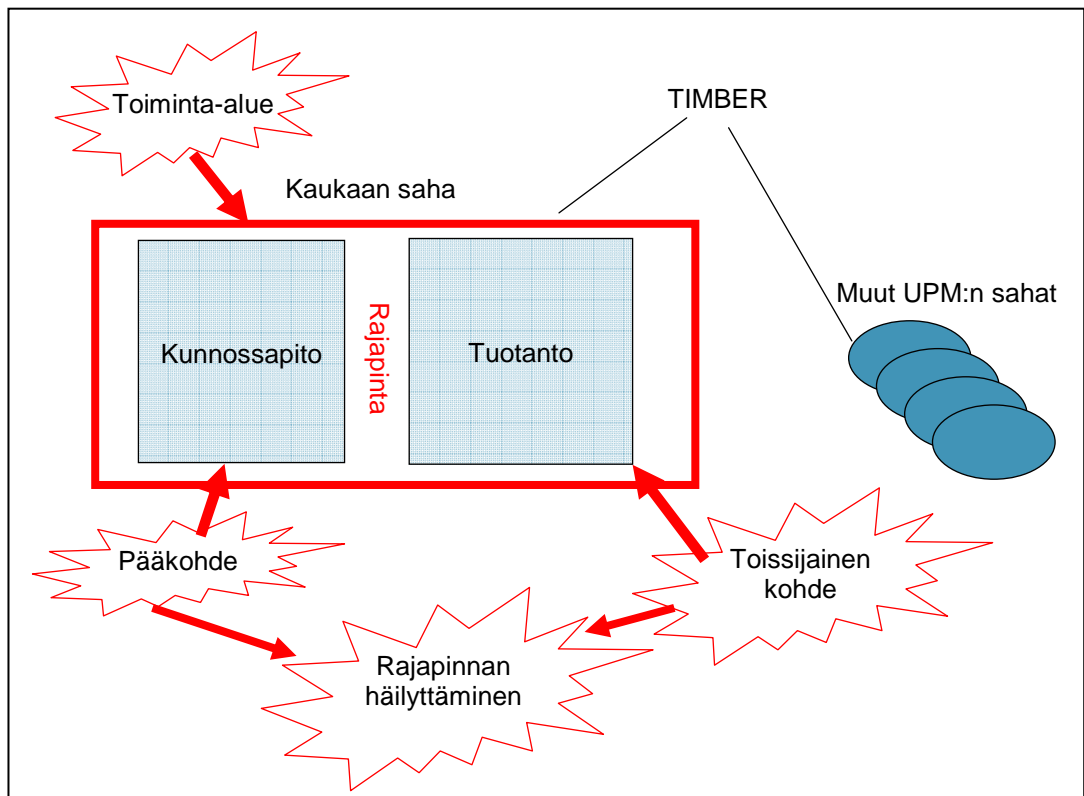 Toiminta-alue
TIMBER
Kaukaan saha
Muut UPM:n sahat
Kunnossapito
Rajapinta
Tuotanto
Pääkohde
Toissijainen
kohde
Rajapinnan
häilyttäminen